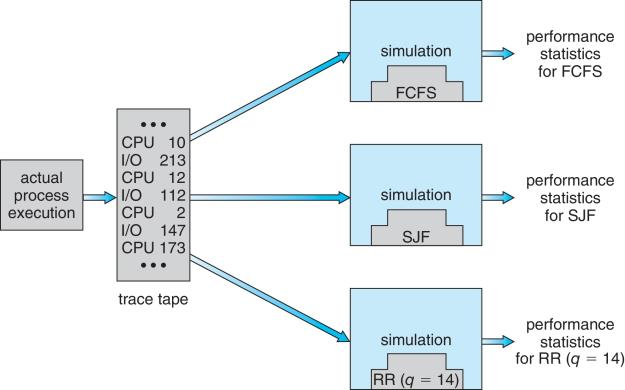 actual
process
execution
•••
CPU 10
I/O 213
CPU 12
I/O 112
CPU 2
I/O 147
CPU 173
•••
trace tape
simulation
FCFS
performance
statistics
for FCFS
simulation
SJF
performance
statistics
for SJF
simulation
RR (q = 14)
performance
statistics
for RR (q = 14)